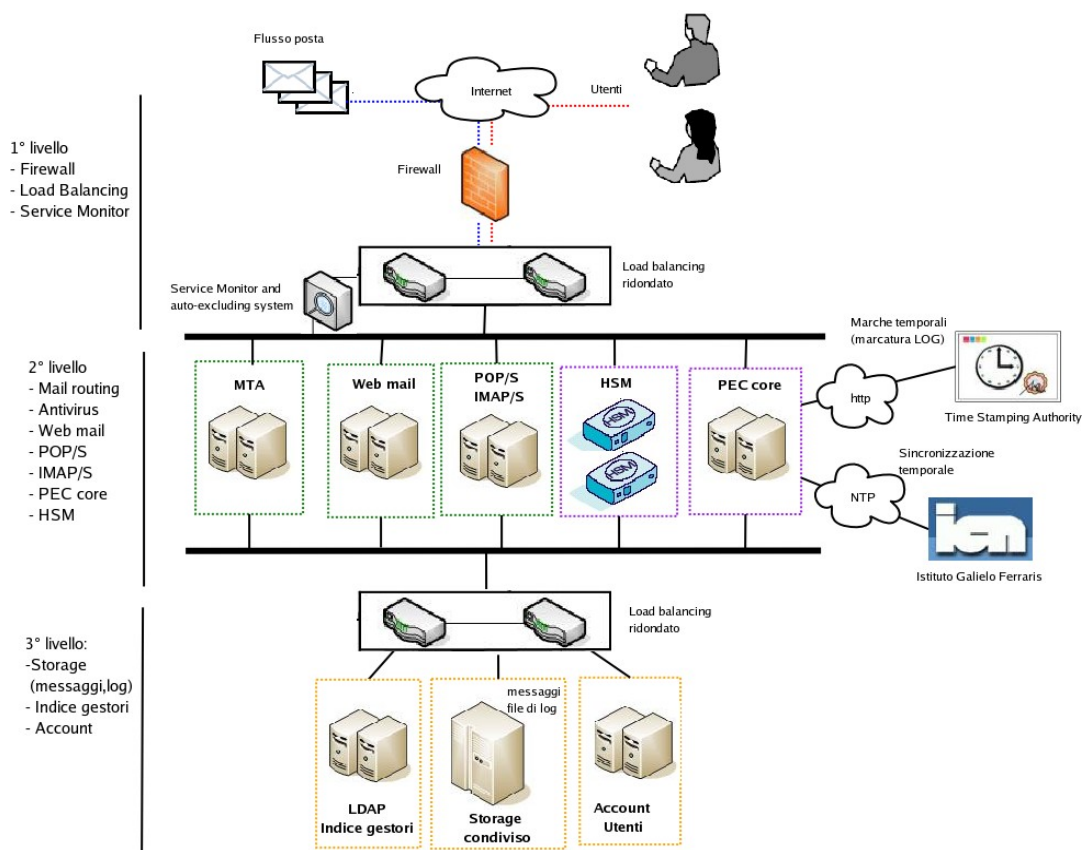 Flusso posta
Internet
Utenti
1° livello
- Firewall
- Load Balancing
- Service Monitor
Firewall
Load balancing
ridondato
Service Monitor and
auto-excluding system
2° livello
- Mail routing
- Antivirus
- Web mail
- POP/S
- IMAP/S
- PEC core
- HSM
MTA
Web mail
POP/S
IMAP/S
HSM
HSM
HSM
PEC core
Marche temporali
(marcatura LOG)
http
Time Stamping Authority
Sincronizzazione
temporale
NTP
ien
Istituto Galielo Ferraris
Load balancing
ridondato
3° livello:
-Storage
(messaggi,log)
- Indice gestori
- Account
messaggi
file di log
LDAP
Indice gestori
Storage
condiviso
Account
Utenti